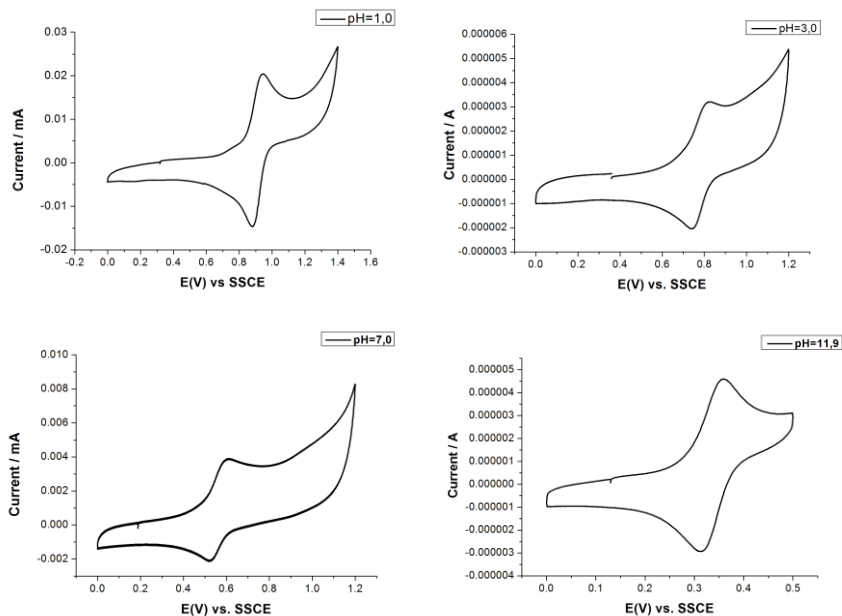 pH=1,0
0.03
0.02
0.01
0.00
-0.01
-0.02
Current / mA
-0.2 0.0 0.2 0.4 0.6 0.8 1.0 1.2 1.4 1.6
E(V) vs SSCE
pH=3,0
0.000006
0.000005
0.000004
0.000003
0.000002
0.000001
0.000000
-0.000001
-0.000002
-0.000003
Current / A
0.0 0.2 0.4 0.6 0.8 1.0 1.2
E(V) vs. SSCE
pH=7,0
0.010
0.008
0.006
0.004
0.002
0.000
-0.002
Current / mA
0.0 0.2 0.4 0.6 0.8 1.0 1.2
E(V) vs. SSCE
pH=11,9
0.000005
0.000004
0.000003
0.000002
0.000001
0.000000
-0.000001
-0.000002
-0.000003
-0.000004
Current / A
0.0 0.1 0.2 0.3 0.4 0.5
E(V) vs. SSCE